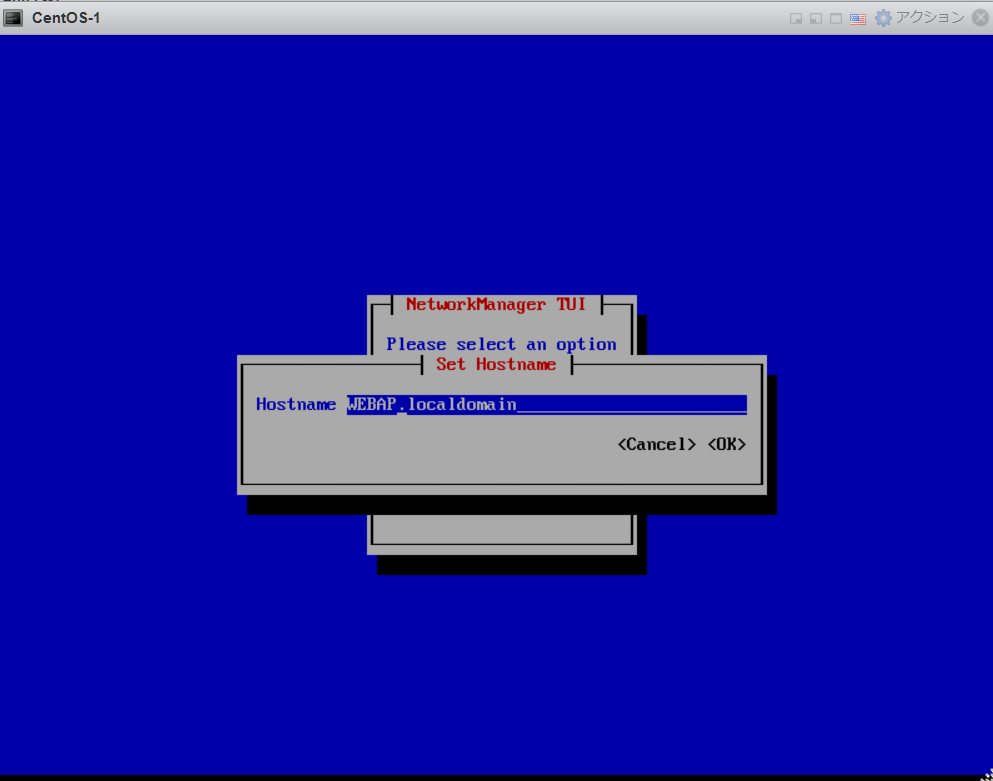 CentOS-1
アクション
NetworkManager TUI
Please select an option
Set Hostname
Hostname WEBAP.localdomain
<Cancel> <OK>